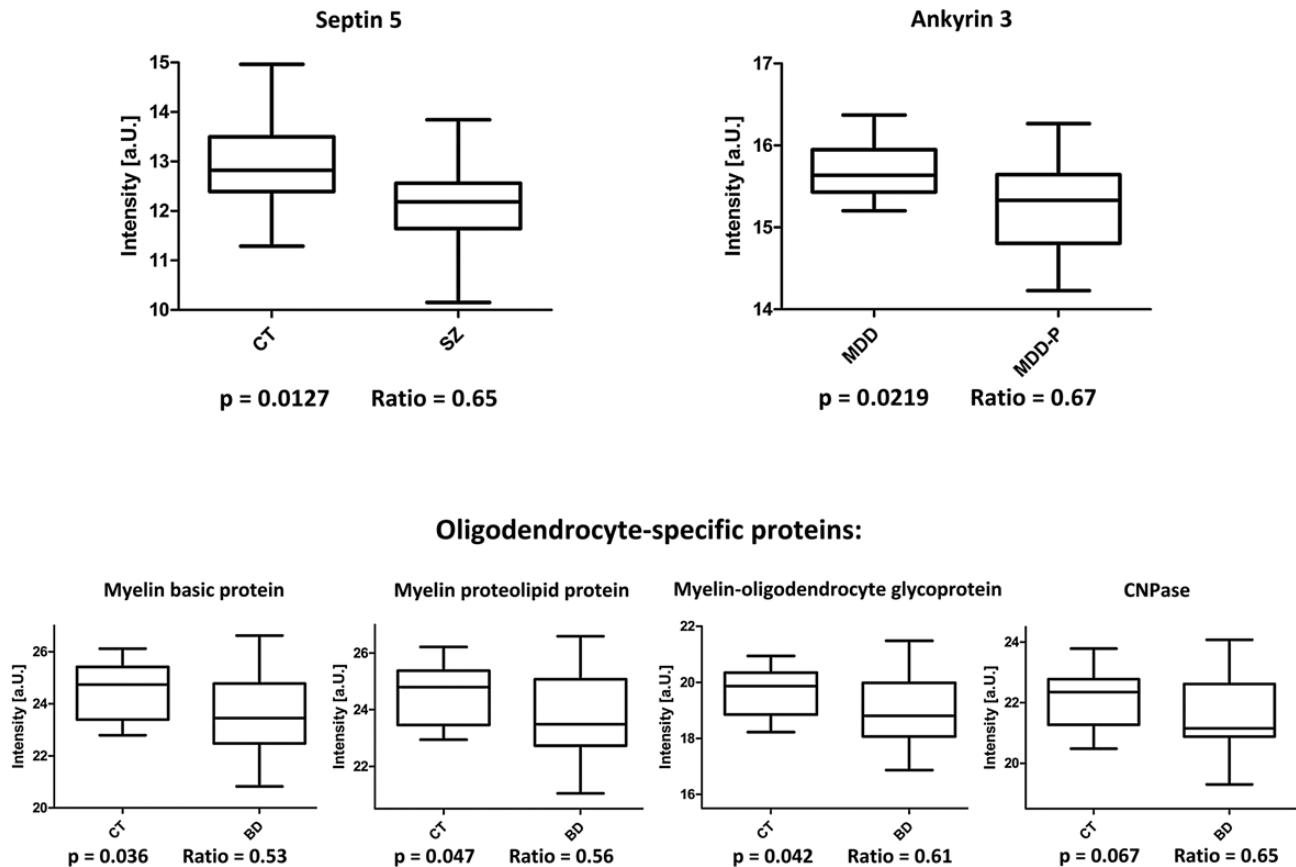 Septin 5
Ankyrin 3
Intensity [a.U.]
15
14
13
12
11
10
CT
SZ
p = 0.0127 Ratio = 0.65
Intensity [a.U.]
17
16
15
14
MDD
MDD-P
p = 0.0219 Ratio = 0.67
Oligodendrocyte-specific proteins:
Myelin basic protein
Intensity [a.U.]
26
24
22
20
CT
BD
p = 0.036 Ratio = 0.53
Myelin proteolipid protein
Intensity [a.U.]
26
24
22
CT
BD
p = 0.047 Ratio = 0.56
Myelin-oligodendrocyte glycoprotein
Intensity [a.U.]
22
20
18
16
CT
BD
p = 0.042 Ratio = 0.61
CNPase
Intensity [a.U.]
24
22
20
CT
BD
p = 0.067 Ratio = 0.65